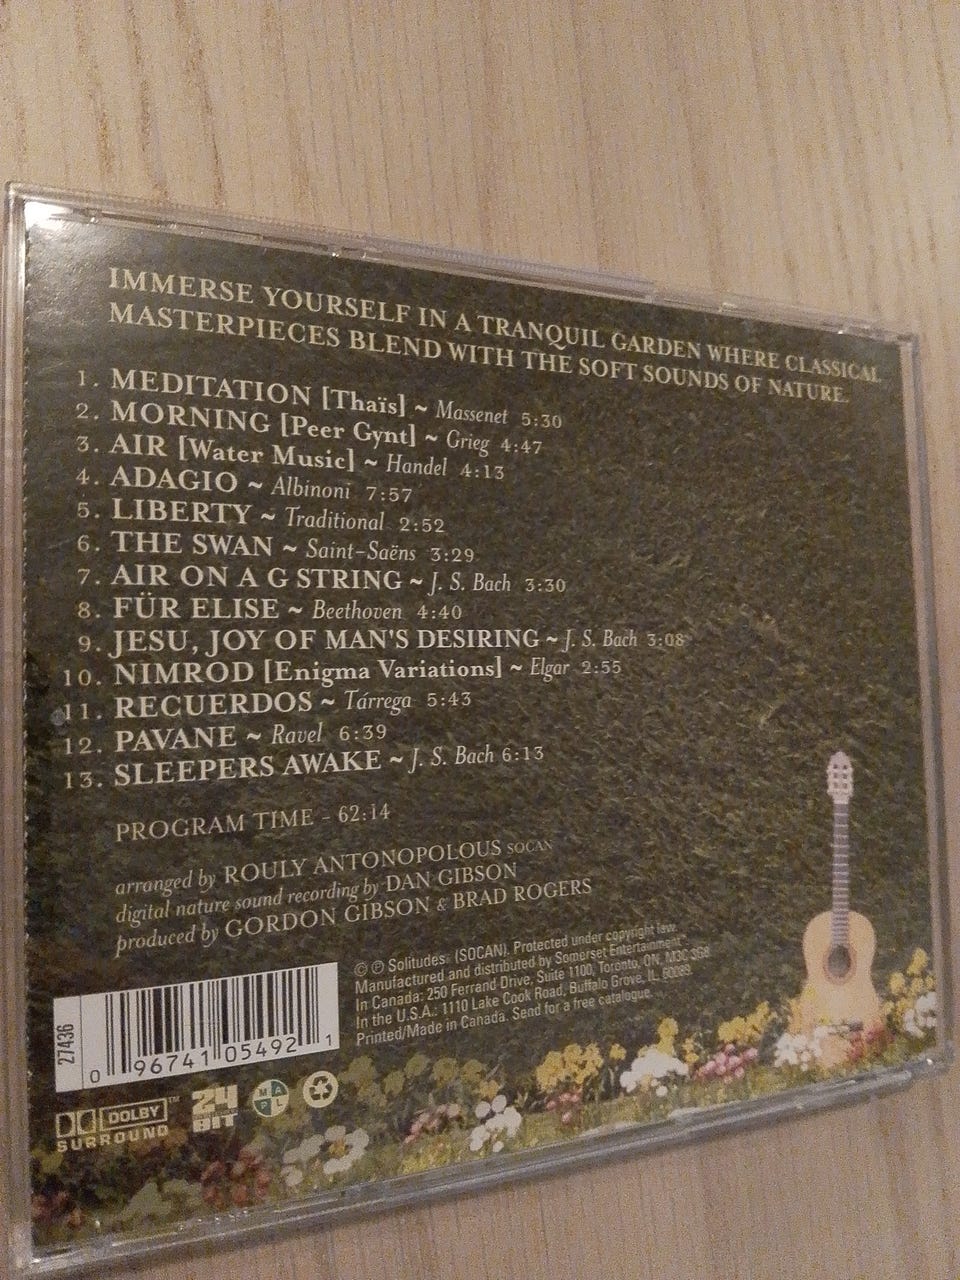 IMMERSE YOURSELF IN A TRANQUIL GARDEN WHERE CLASSICAL
MASTERPIECES BLEND WITH THE SOFT SOUNDS OF NATURE.
1. MEDITATION [Thaïs] ~ Massenet 5:30
2. MORNING [Peer Gynt] ~ Grieg 4:47
3. AIR [Water Music] ~ Handel 4:13
4. ADAGIO ~ Albinoni 7:57
5. LIBERTY ~ Traditional 2:52
6. THE SWAN ~ Saint-Saëns 3:29
7. AIR ON A G STRING ~ J. S. Bach 3:30
8. FÜR ELISE ~ Beethoven 4:40
9. JESU, JOY OF MAN'S DESIRING ~ J. S. Bach 3:08
10. NIMROD [Enigma Variations] ~ Elgar 2:55
11. RECUERDOS ~ Tárrega 5:43
12. PAVANE ~ Ravel 6:39
13. SLEEPERS AWAKE ~ J. S. Bach 6:13
PROGRAM TIME - 62:14
arranged by ROULY ANTONOPOLOUS SOCAN
digital nature sound recording by DAN GIBSON
produced by GORDON GIBSON & BRAD ROGERS
© ℗ Solitudes® (SOCAN). Protected under copyright law.
Manufactured and distributed by Somerset Entertainment™
In Canada: 250 Ferrand Drive, Suite 1100, Toronto, ON, M3C 3G8
In the U.S.A.: 1110 Lake Cook Road, Buffalo Grove, IL, 60089.
Printed/Made in Canada. Send for a free catalogue.
27436
0 96741 05492 1
DOLBY™
SURROUND
24
BIT
M A P L